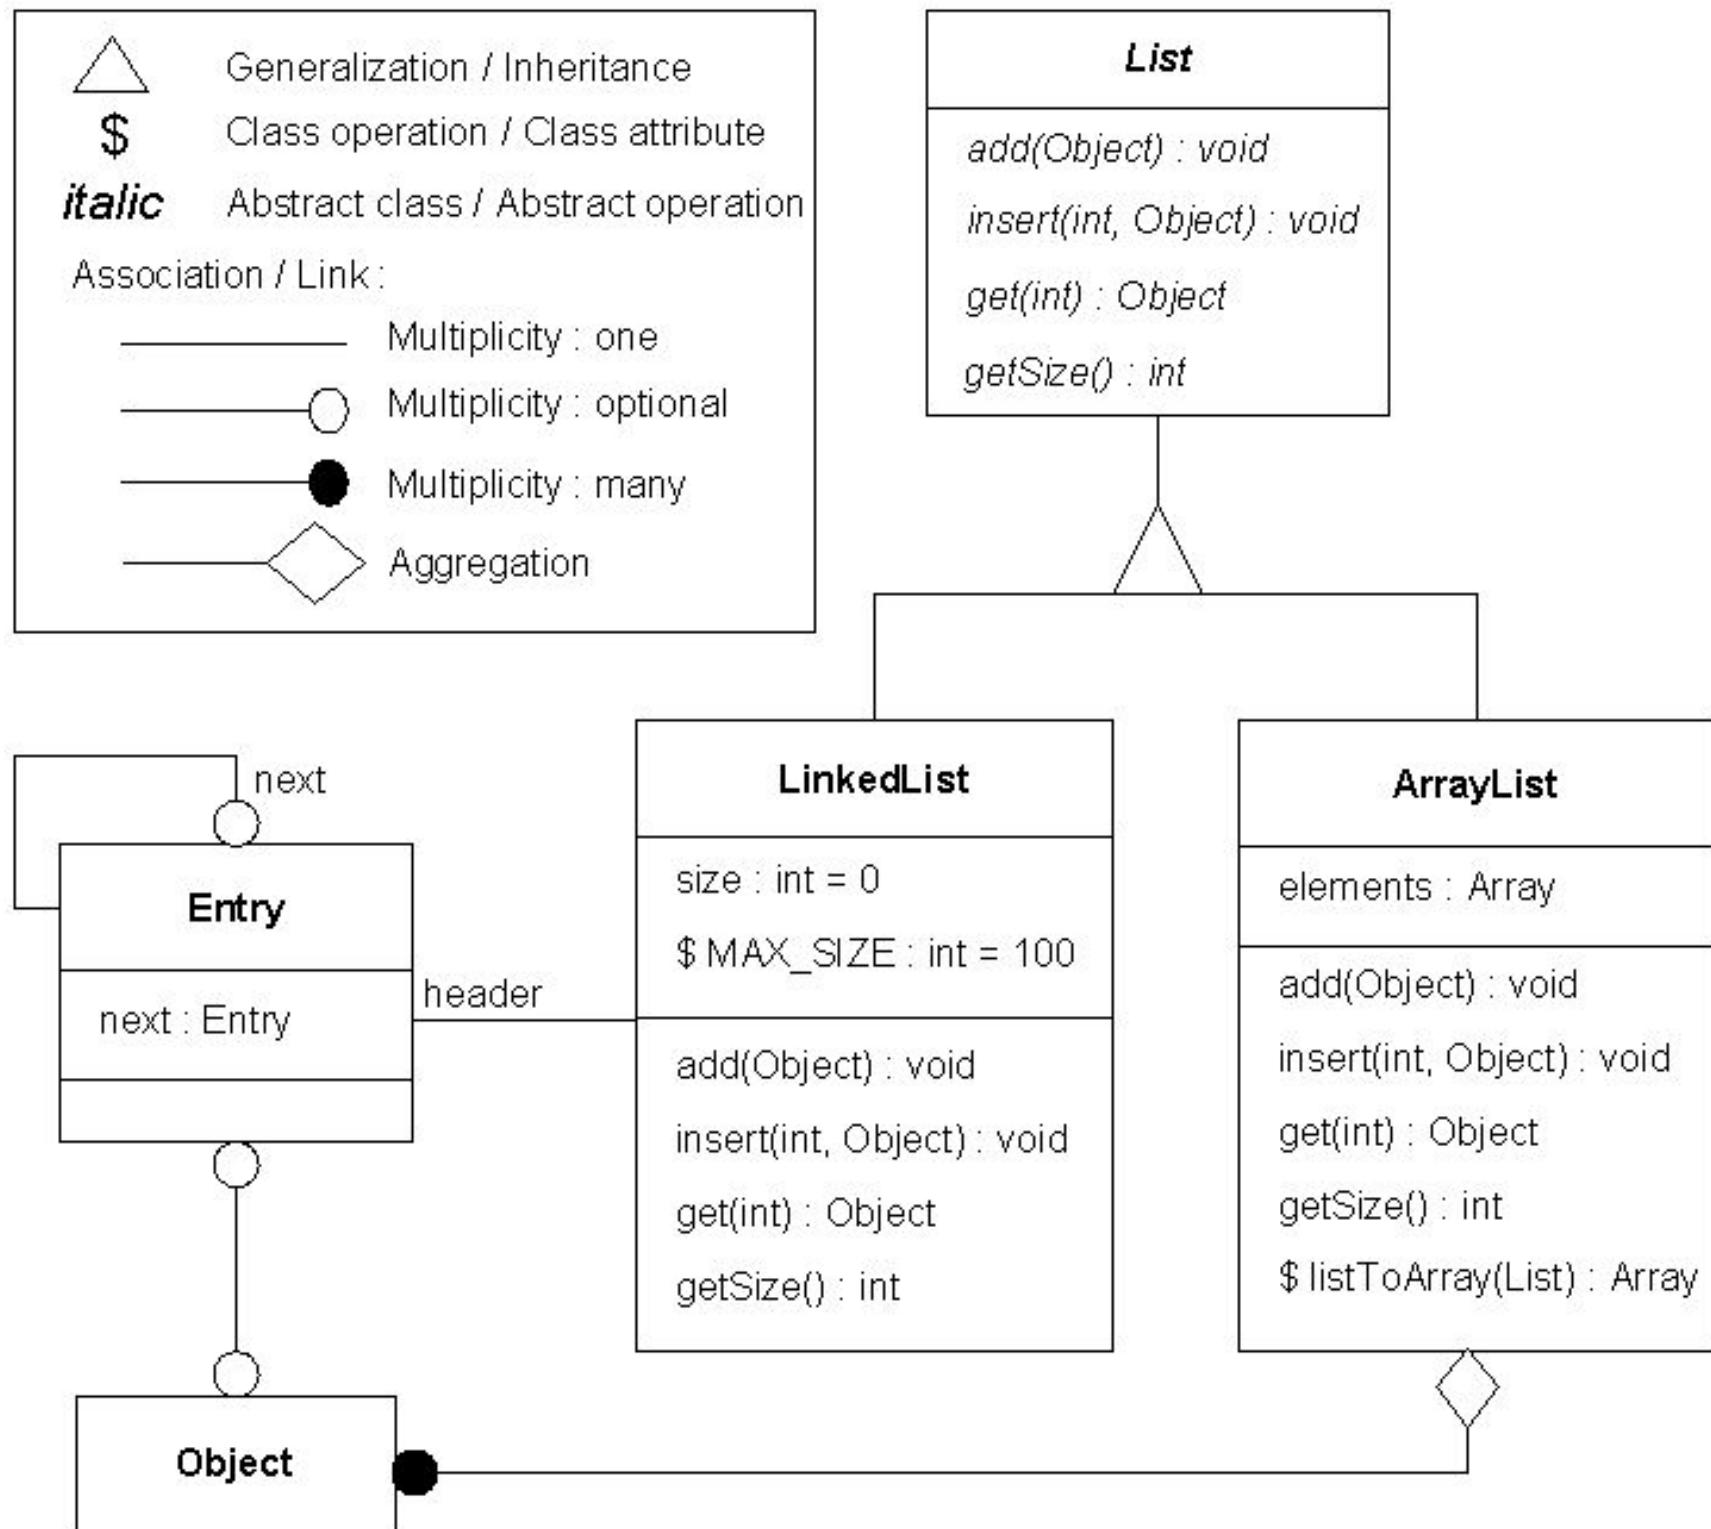 Generalization / Inheritance
$ Class operation / Class attribute
italic Abstract class / Abstract operation
Association / Link :
Multiplicity : one
Multiplicity : optional
Multiplicity : many
Aggregation
List
add(Object) : void
insert(int, Object) : void
get(int) : Object
getSize() : int
next
Entry
next : Entry
header
LinkedList
size : int = 0
$ MAX_SIZE : int = 100
add(Object) : void
insert(int, Object) : void
get(int) : Object
getSize() : int
ArrayList
elements : Array
add(Object) : void
insert(int, Object) : void
get(int) : Object
getSize() : int
$ listToArray(List) : Array
Object